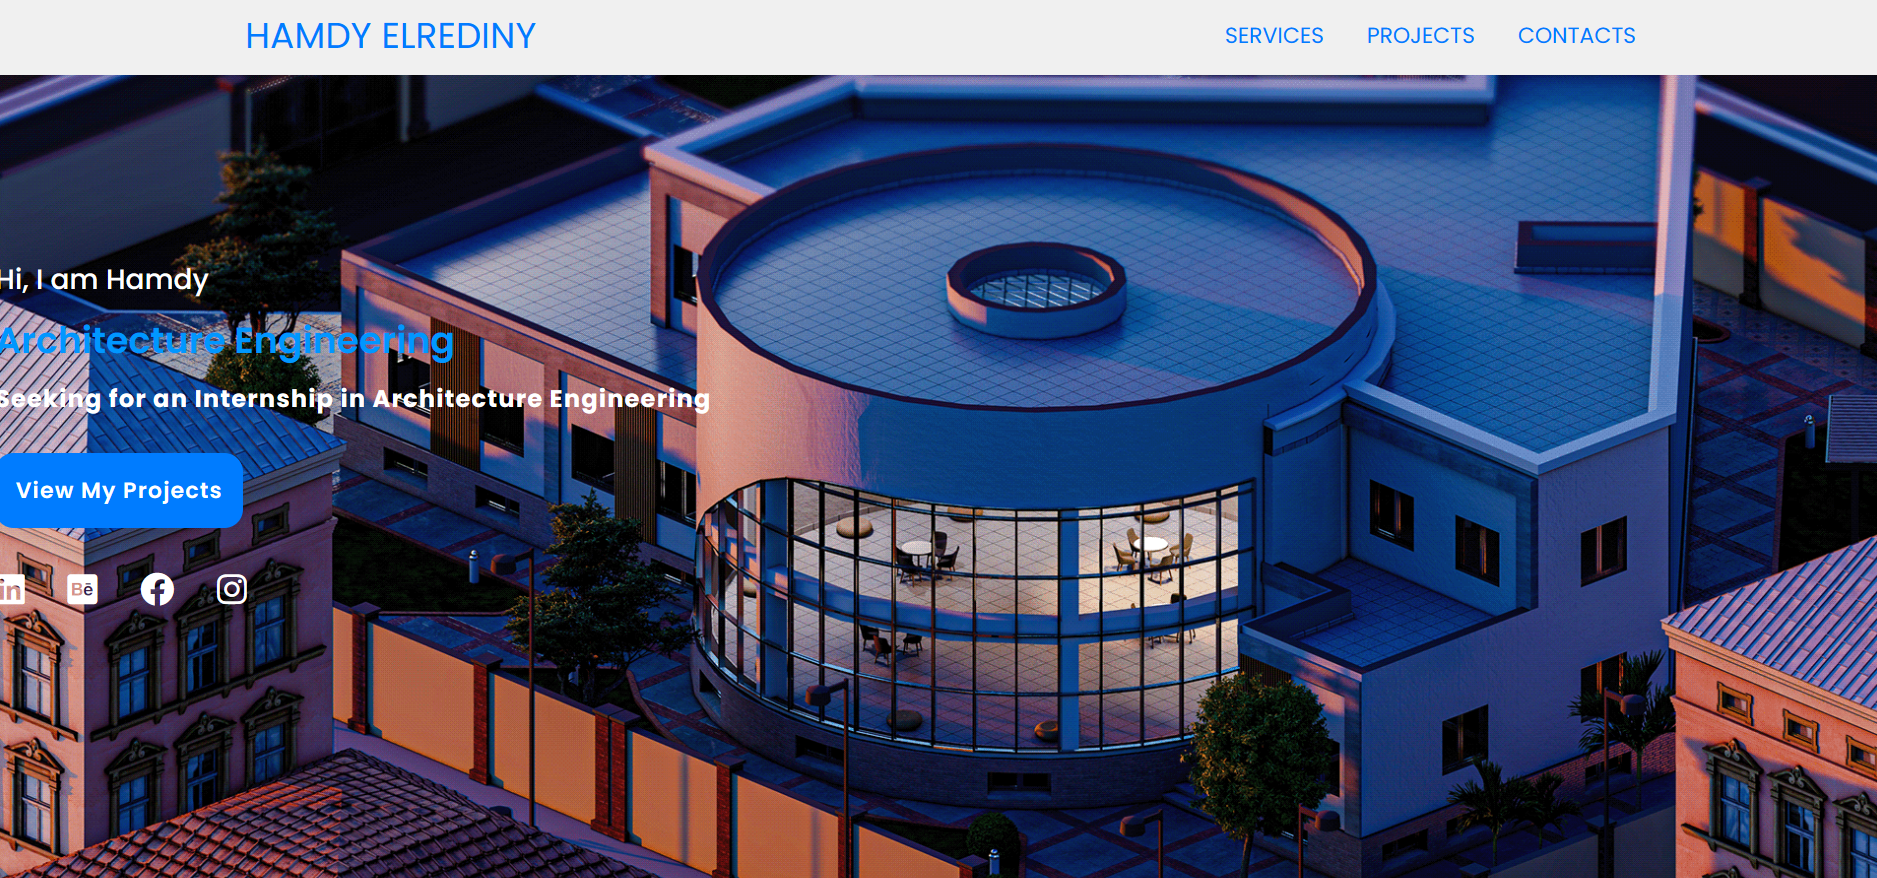 HAMDY ELREDINY
SERVICES PROJECTS CONTACTS
Hi, I am Hamdy
Architecture Engineering
Seeking for an Internship in Architecture Engineering
View My Projects
in Bē